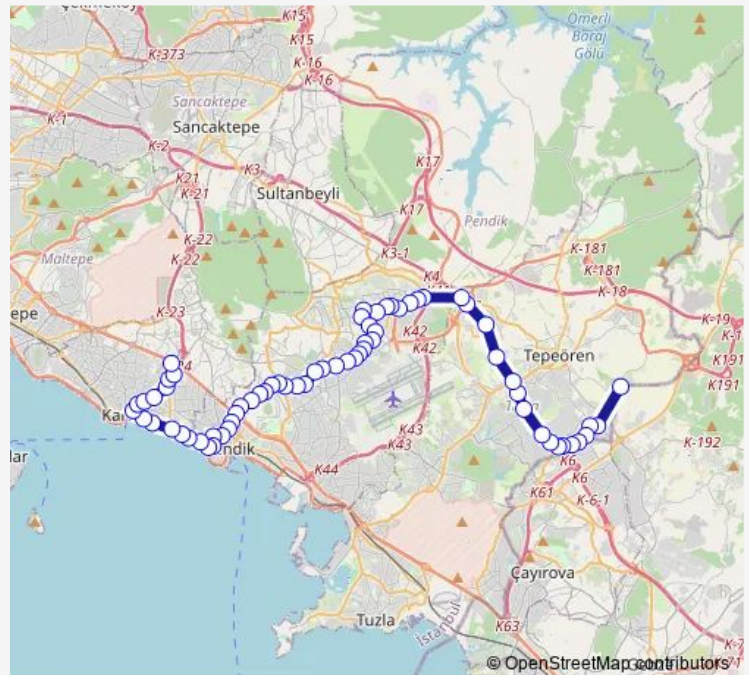 K15
K15
K-16
K-16
K-373
Ömerli
Baraj
Gölü
Sancaktepe
Sancaktepe
K-1
K-2
K3
K17
K21
K-21
Sultanbeyli
K17
Pendik
K-22
K-22
K3-1
K-181
K-181
Maltepe
K4
K-18
K-23
K-19
K42
K42
Tepeören
K191
K191
K43
K43
K-192
K44
K6
K6
K61
K-6-1
Çayırova
Tuzla
İstanbul
K63
© OpenStreetMap contributors